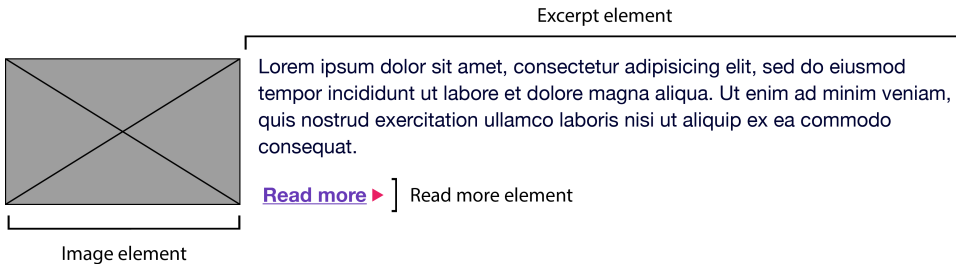 Excerpt element
Lorem ipsum dolor sit amet, consectetur adipisicing elit, sed do eiusmod
tempor incididunt ut labore et dolore magna aliqua. Ut enim ad minim veniam,
quis nostrud exercitation ullamco laboris nisi ut aliquip ex ea commodo
consequat.
Read more Read more element
Image element